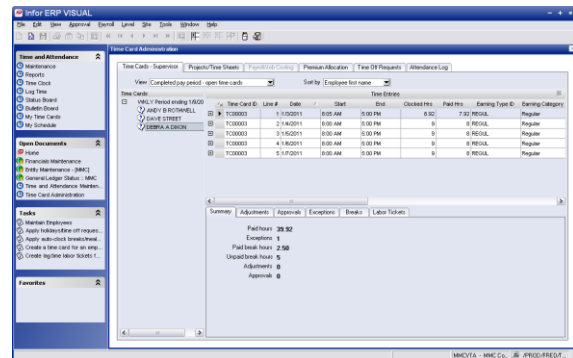 infor ERP VISUAL
File Edit View Approval Payroll Level Site Tools Window Help
Time Card Administration
Time and Attendance
Maintenance
Reports
Time Clock
Log Time
Status Board
Bulletin Board
My Time Cards
My Schedule
Open Documents
Home
Financials Maintenance
Entity Maintenance - [MMC]
General Ledger Status :: MMC
Time and Attendance Mainten...
Time Card Administration
Tasks
Maintain Employees
Apply holidays/time off reques...
Apply auto-clock breaks/meal...
Create a time card for an emp...
Create leg/time labor tickets f...
Favorites
Time Cards - Supervisor Projects/Time Sheets Payroll/Job Costing Premium Allocation Time Off Requests Attendance Log
View Completed pay period - open time cards Sort by Employee first name
Time Cards
WKLY Period ending 1/9/20
ANDY B ROTHWELL
DAVE STREET
DEBRA A DIXON
Time Entries
Time Card ID Line # Date Start End Clocked Hrs Paid Hrs Earning Type ID Earning Category
TC00003 1 1/3/2011 8:05 AM 5:00 PM 8.92 7.92 REGUL Regular
TC00003 2 1/4/2011 8:00 AM 5:00 PM 9 8 REGUL Regular
TC00003 3 1/5/2011 8:00 AM 5:00 PM 9 8 REGUL Regular
TC00003 4 1/6/2011 8:00 AM 5:00 PM 9 8 REGUL Regular
TC00003 5 1/7/2011 8:00 AM 5:00 PM 9 8 REGUL Regular
Summary Adjustments Approvals Exceptions Breaks Labor Tickets
Paid hours 39.92
Exceptions 1
Paid break hours 2.50
Unpaid break hours 5
Adjustments 0
Approvals 0
MMCVTA - MMC Co.. /PROD/FRED/T...